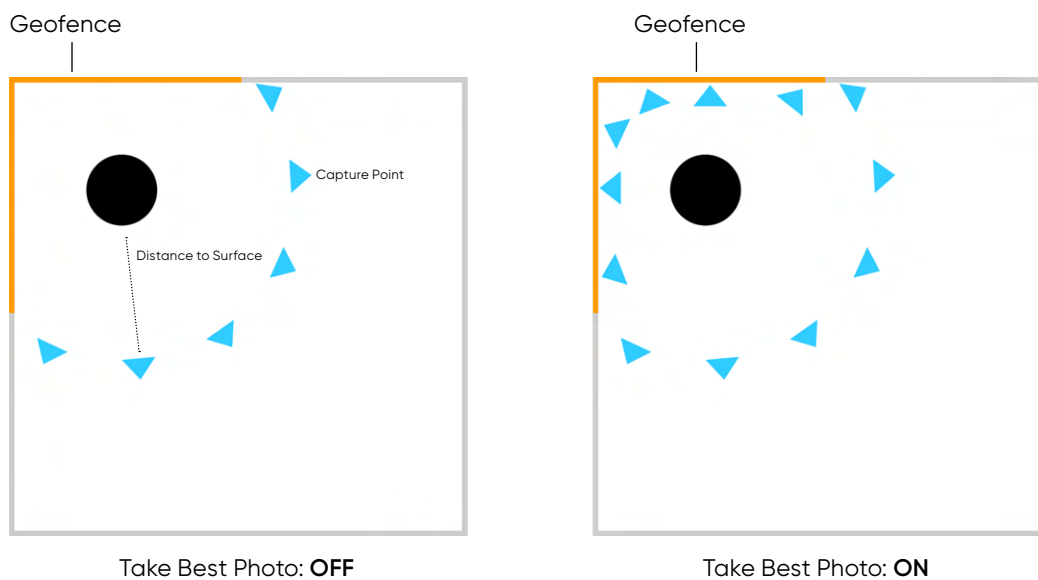 Geofence
Geofence
Capture Point
Distance to Surface
Take Best Photo: OFF
Take Best Photo: ON